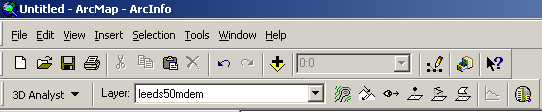 Untitled - ArcMap - ArcInfo
File Edit View Insert Selection Tools Window Help
0:0
3D Analyst Layer: leeds50mdem